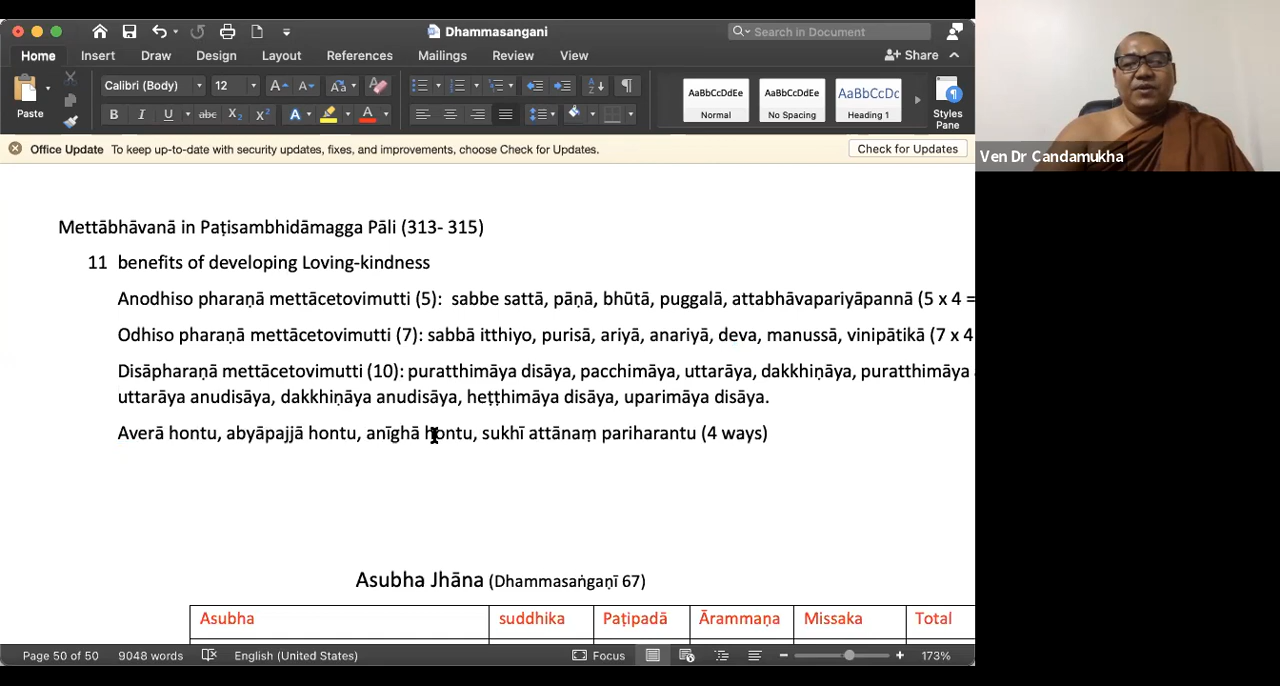 Dhammasangani
Search in Document
Home Insert Draw Design Layout References Mailings Review View Share
Paste
Calibri (Body) 12
AaBbCcDdEe AaBbCcDdEe AaBbCcDc
Normal No Spacing Heading 1
Styles Pane
Office Update To keep up-to-date with security updates, fixes, and improvements, choose Check for Updates. Check for Updates
Ven Dr Candamukha
Mettābhāvanā in Paṭisambhidāmagga Pāli (313- 315)
11 benefits of developing Loving-kindness
Anodhiso pharaṇā mettācetovimutti (5): sabbe sattā, pāṇā, bhūtā, puggalā, attabhāvapariyāpannā (5 x 4 =
Odhiso pharaṇā mettācetovimutti (7): sabbā itthiyo, purisā, ariyā, anariyā, deva, manussā, vinipātikā (7 x 4
Disāpharaṇā mettācetovimutti (10): puratthimāya disāya, pacchimāya, uttarāya, dakkhiṇāya, puratthimāya
uttarāya anudisāya, dakkhiṇāya anudisāya, heṭṭhimāya disāya, uparimāya disāya.
Averā hontu, abyāpajjā hontu, anīghā hontu, sukhī attānaṃ pariharantu (4 ways)
Asubha Jhāna (Dhammasaṅgaṇī 67)
Asubha suddhika Paṭipadā Ārammaṇa Missaka Total
Page 50 of 50 9048 words English (United States) Focus 173%